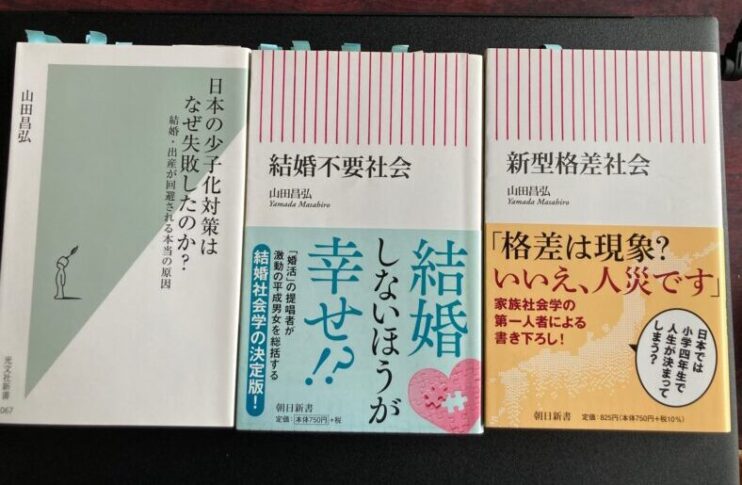 日本の少子化対策は
なぜ失敗したのか?
結婚・出産が回避される本当の原因
山田昌弘
光文社新書
067
結婚不要社会
山田昌弘
Yamada Masahiro
結婚
しないほうが
幸せ!?
「婚活」の提唱者が
激動の平成男女を総括する
結婚社会学の決定版!
朝日新書
定価:本体750円+税
新型格差社会
山田昌弘
Yamada Masahiro
「格差は現象?
いいえ、人災です」
家族社会学の
第一人者による
書き下ろし!
日本では
小学四年生で
人生が決まって
しまう?
朝日新書
定価:825円(本体750円+税10%)